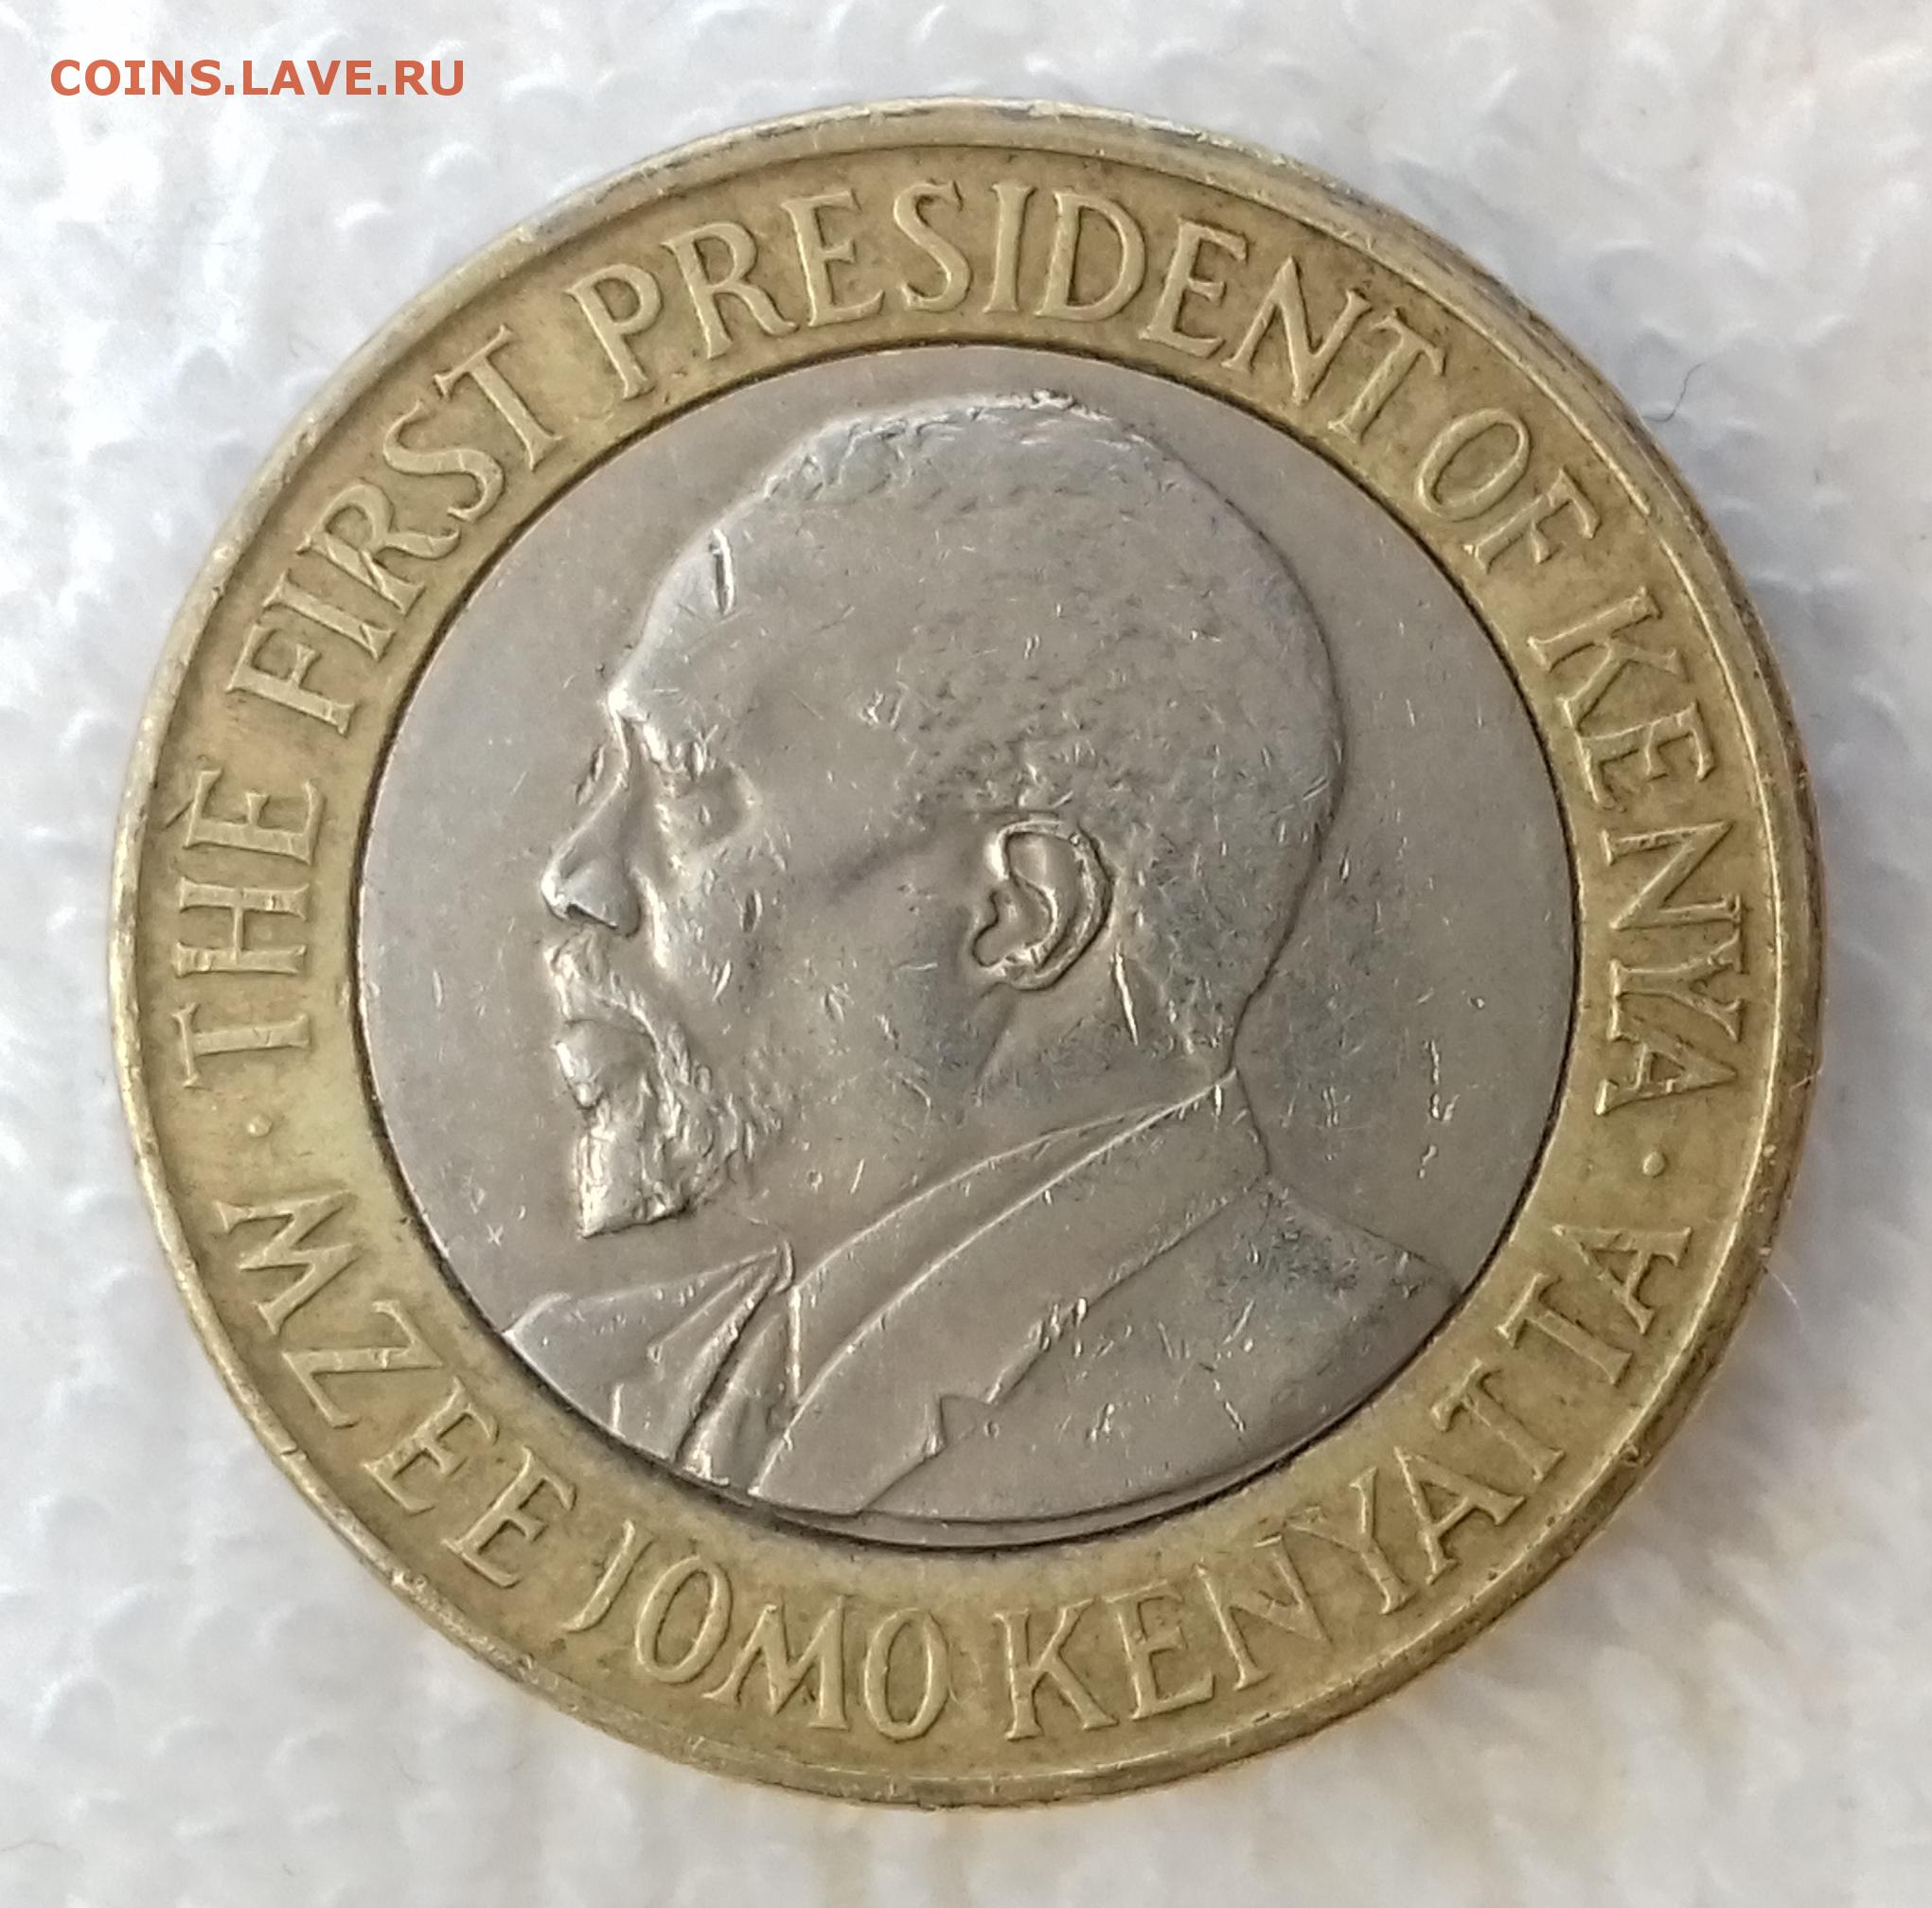 COINS.LAVE.RU
THE FIRST PRESIDENT OF KENYA
· MZEE JOMO KENYATTA ·